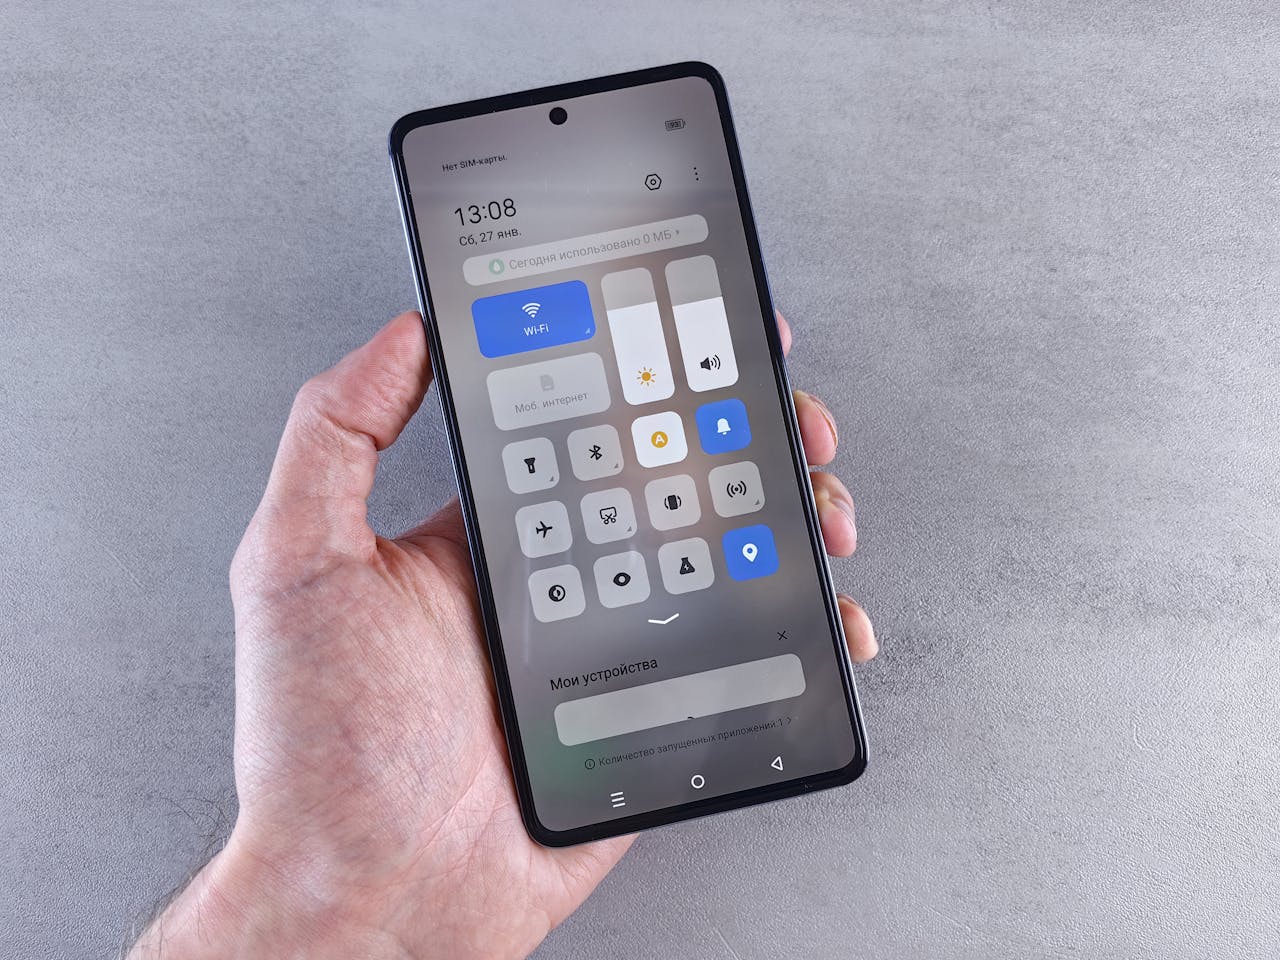 Нет SIM-карты.
13:08
Сб, 27 янв.
Сегодня использовано 0 МБ
Wi-Fi
Моб. интернет
A
Мои устройства
Количество запущенных приложений:1